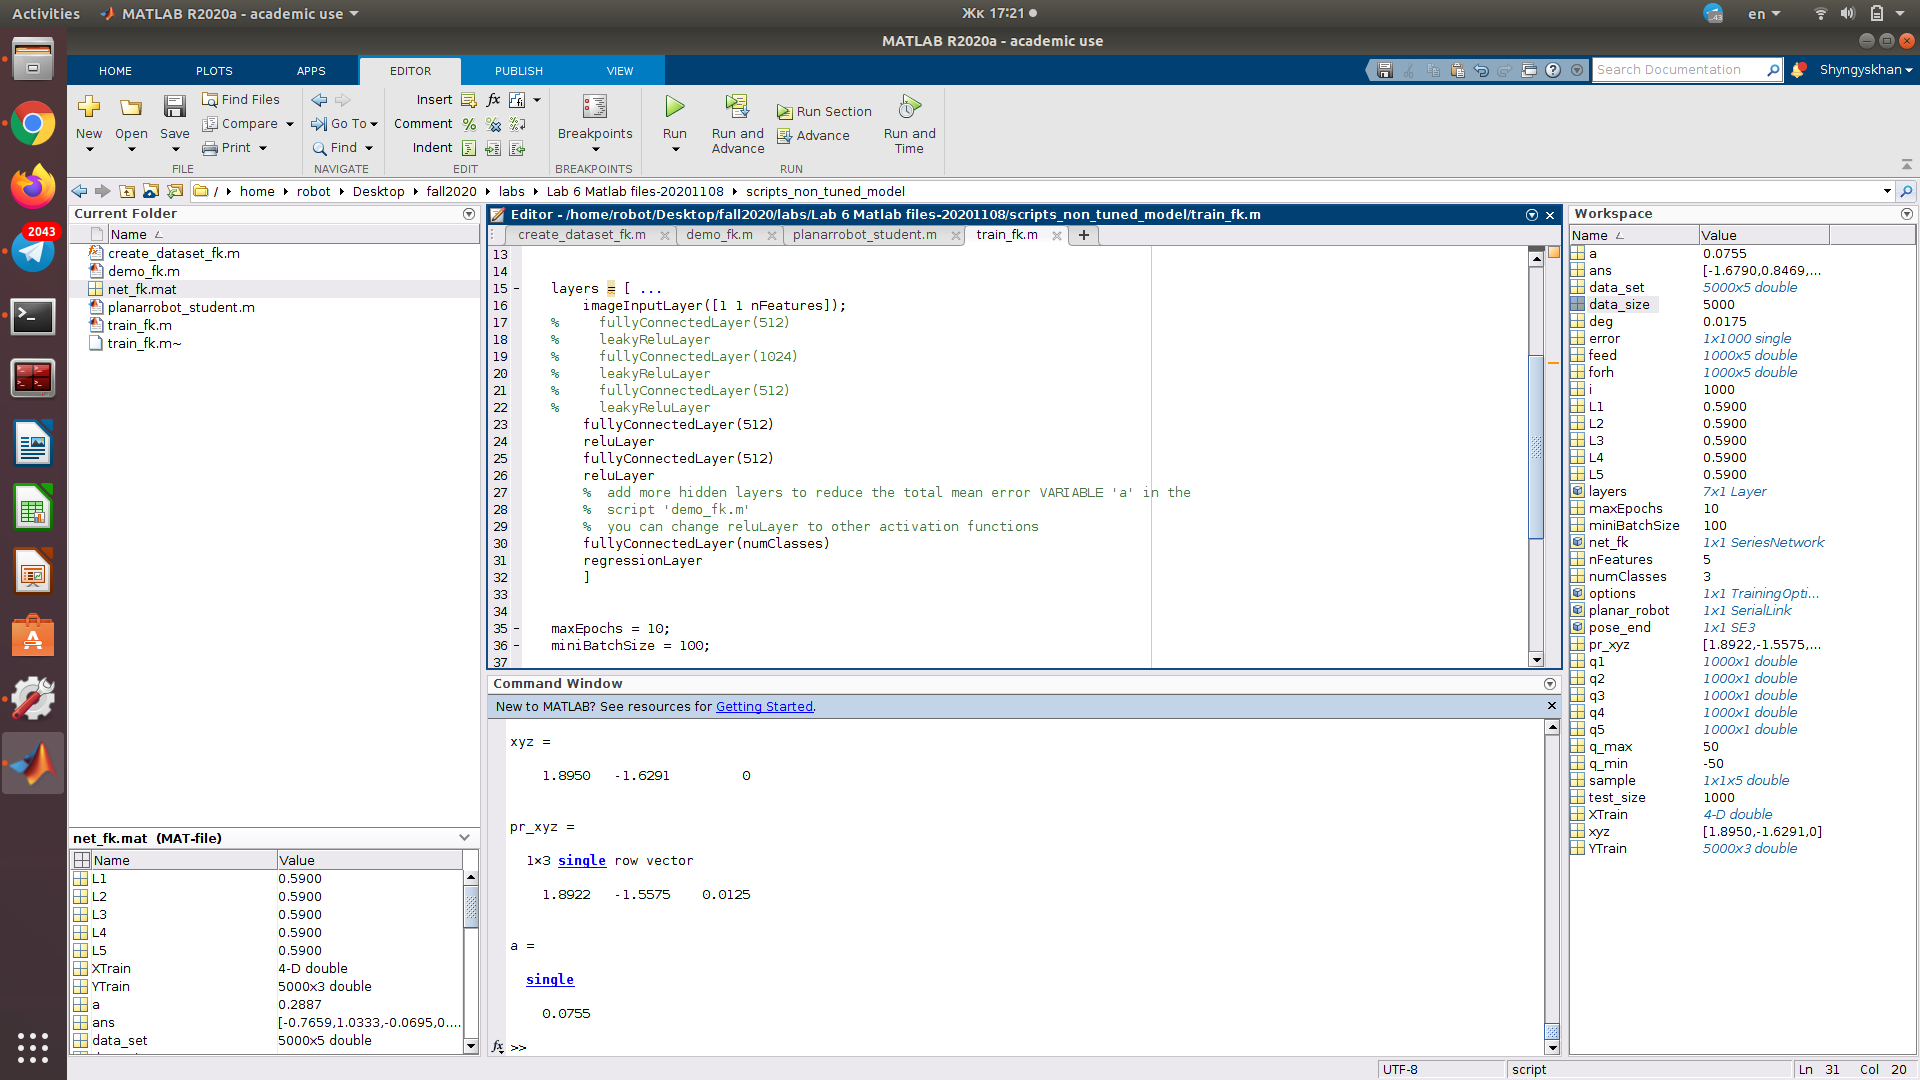 Activities
MATLAB R2020a - academic use
Жк 17:21
43
en
MATLAB R2020a - academic use
HOME
PLOTS
APPS
EDITOR
PUBLISH
VIEW
Search Documentation
Shyngyskhan
New
Open
Save
Find Files
Compare
Print
FILE
Go To
Find
NAVIGATE
Insert
Comment
Indent
EDIT
Breakpoints
BREAKPOINTS
Run
Run and Advance
Run Section
Advance
Run and Time
RUN
/ home robot Desktop fall2020 labs Lab 6 Matlab files-20201108 scripts_non_tuned_model
2043
Current Folder
Name
create_dataset_fk.m
demo_fk.m
net_fk.mat
planarrobot_student.m
train_fk.m
train_fk.m~
net_fk.mat (MAT-file)
Name Value
L1 0.5900
L2 0.5900
L3 0.5900
L4 0.5900
L5 0.5900
XTrain 4-D double
YTrain 5000x3 double
a 0.2887
ans [-0.7659,1.0333,-0.0695,0....
data_set 5000x5 double
Editor - /home/robot/Desktop/fall2020/labs/Lab 6 Matlab files-20201108/scripts_non_tuned_model/train_fk.m
create_dataset_fk.m demo_fk.m planarrobot_student.m train_fk.m
13
14
15 - layers = [ ...
16 imageInputLayer([1 1 nFeatures]);
17 % fullyConnectedLayer(512)
18 % leakyReluLayer
19 % fullyConnectedLayer(1024)
20 % leakyReluLayer
21 % fullyConnectedLayer(512)
22 % leakyReluLayer
23 fullyConnectedLayer(512)
24 reluLayer
25 fullyConnectedLayer(512)
26 reluLayer
27 % add more hidden layers to reduce the total mean error VARIABLE 'a' in the
28 % script 'demo_fk.m'
29 % you can change reluLayer to other activation functions
30 fullyConnectedLayer(numClasses)
31 regressionLayer
32 ]
33
34
35 - maxEpochs = 10;
36 - miniBatchSize = 100;
37
Command Window
New to MATLAB? See resources for Getting Started.
xyz =
1.8950 -1.6291 0
pr_xyz =
1×3 single row vector
1.8922 -1.5575 0.0125
a =
single
0.0755
fx >>
Workspace
Name Value
a 0.0755
ans [-1.6790,0.8469,...
data_set 5000x5 double
data_size 5000
deg 0.0175
error 1x1000 single
feed 1000x5 double
forh 1000x5 double
i 1000
L1 0.5900
L2 0.5900
L3 0.5900
L4 0.5900
L5 0.5900
layers 7x1 Layer
maxEpochs 10
miniBatchSize 100
net_fk 1x1 SeriesNetwork
nFeatures 5
numClasses 3
options 1x1 TrainingOpti...
planar_robot 1x1 SerialLink
pose_end 1x1 SE3
pr_xyz [1.8922,-1.5575,...
q1 1000x1 double
q2 1000x1 double
q3 1000x1 double
q4 1000x1 double
q5 1000x1 double
q_max 50
q_min -50
sample 1x1x5 double
test_size 1000
XTrain 4-D double
xyz [1.8950,-1.6291,0]
YTrain 5000x3 double
UTF-8
script
Ln 31 Col 20